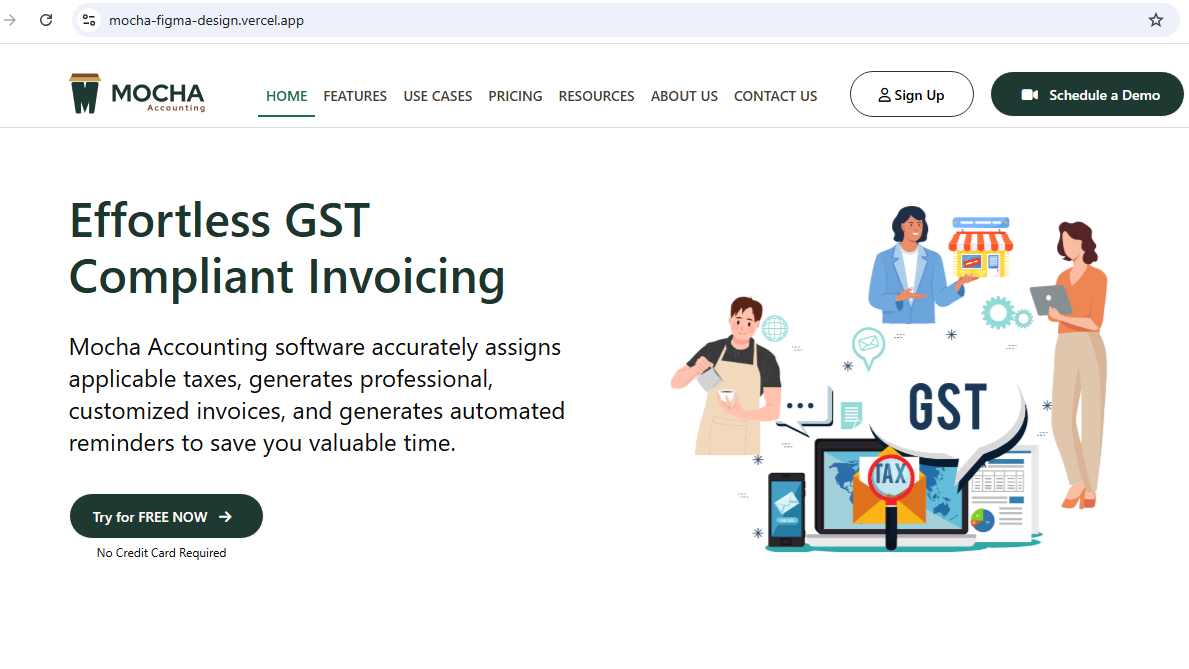 mocha-figma-design.vercel.app
MOCHA
Accounting
HOME FEATURES USE CASES PRICING RESOURCES ABOUT US CONTACT US
Sign Up
Schedule a Demo
Effortless GST
Compliant Invoicing
Mocha Accounting software accurately assigns
applicable taxes, generates professional,
customized invoices, and generates automated
reminders to save you valuable time.
Try for FREE NOW
No Credit Card Required
GST
TAX